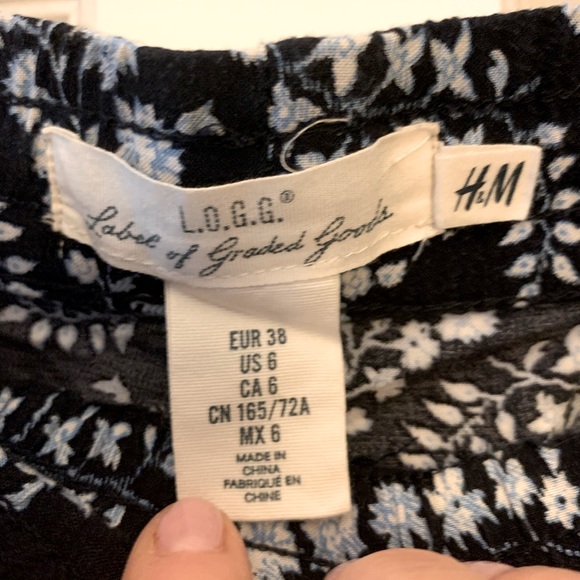 L.O.G.G.®
Label of Graded Goods
H&M
EUR 38
US 6
CA 6
CN 165/72A
MX 6
MADE IN
CHINA
FABRIQUÉ EN
CHINE